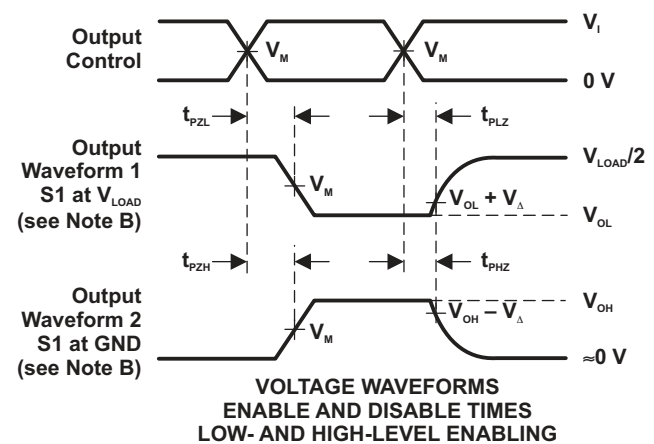 Output
Control
V_M
V_M
V_I
0 V
t_PZL
t_PLZ
Output
Waveform 1
S1 at V_LOAD
(see Note B)
V_M
V_OL + V_Δ
V_LOAD/2
V_OL
t_PZH
t_PHZ
Output
Waveform 2
S1 at GND
(see Note B)
V_M
V_OH – V_Δ
V_OH
≈0 V
VOLTAGE WAVEFORMS
ENABLE AND DISABLE TIMES
LOW- AND HIGH-LEVEL ENABLING